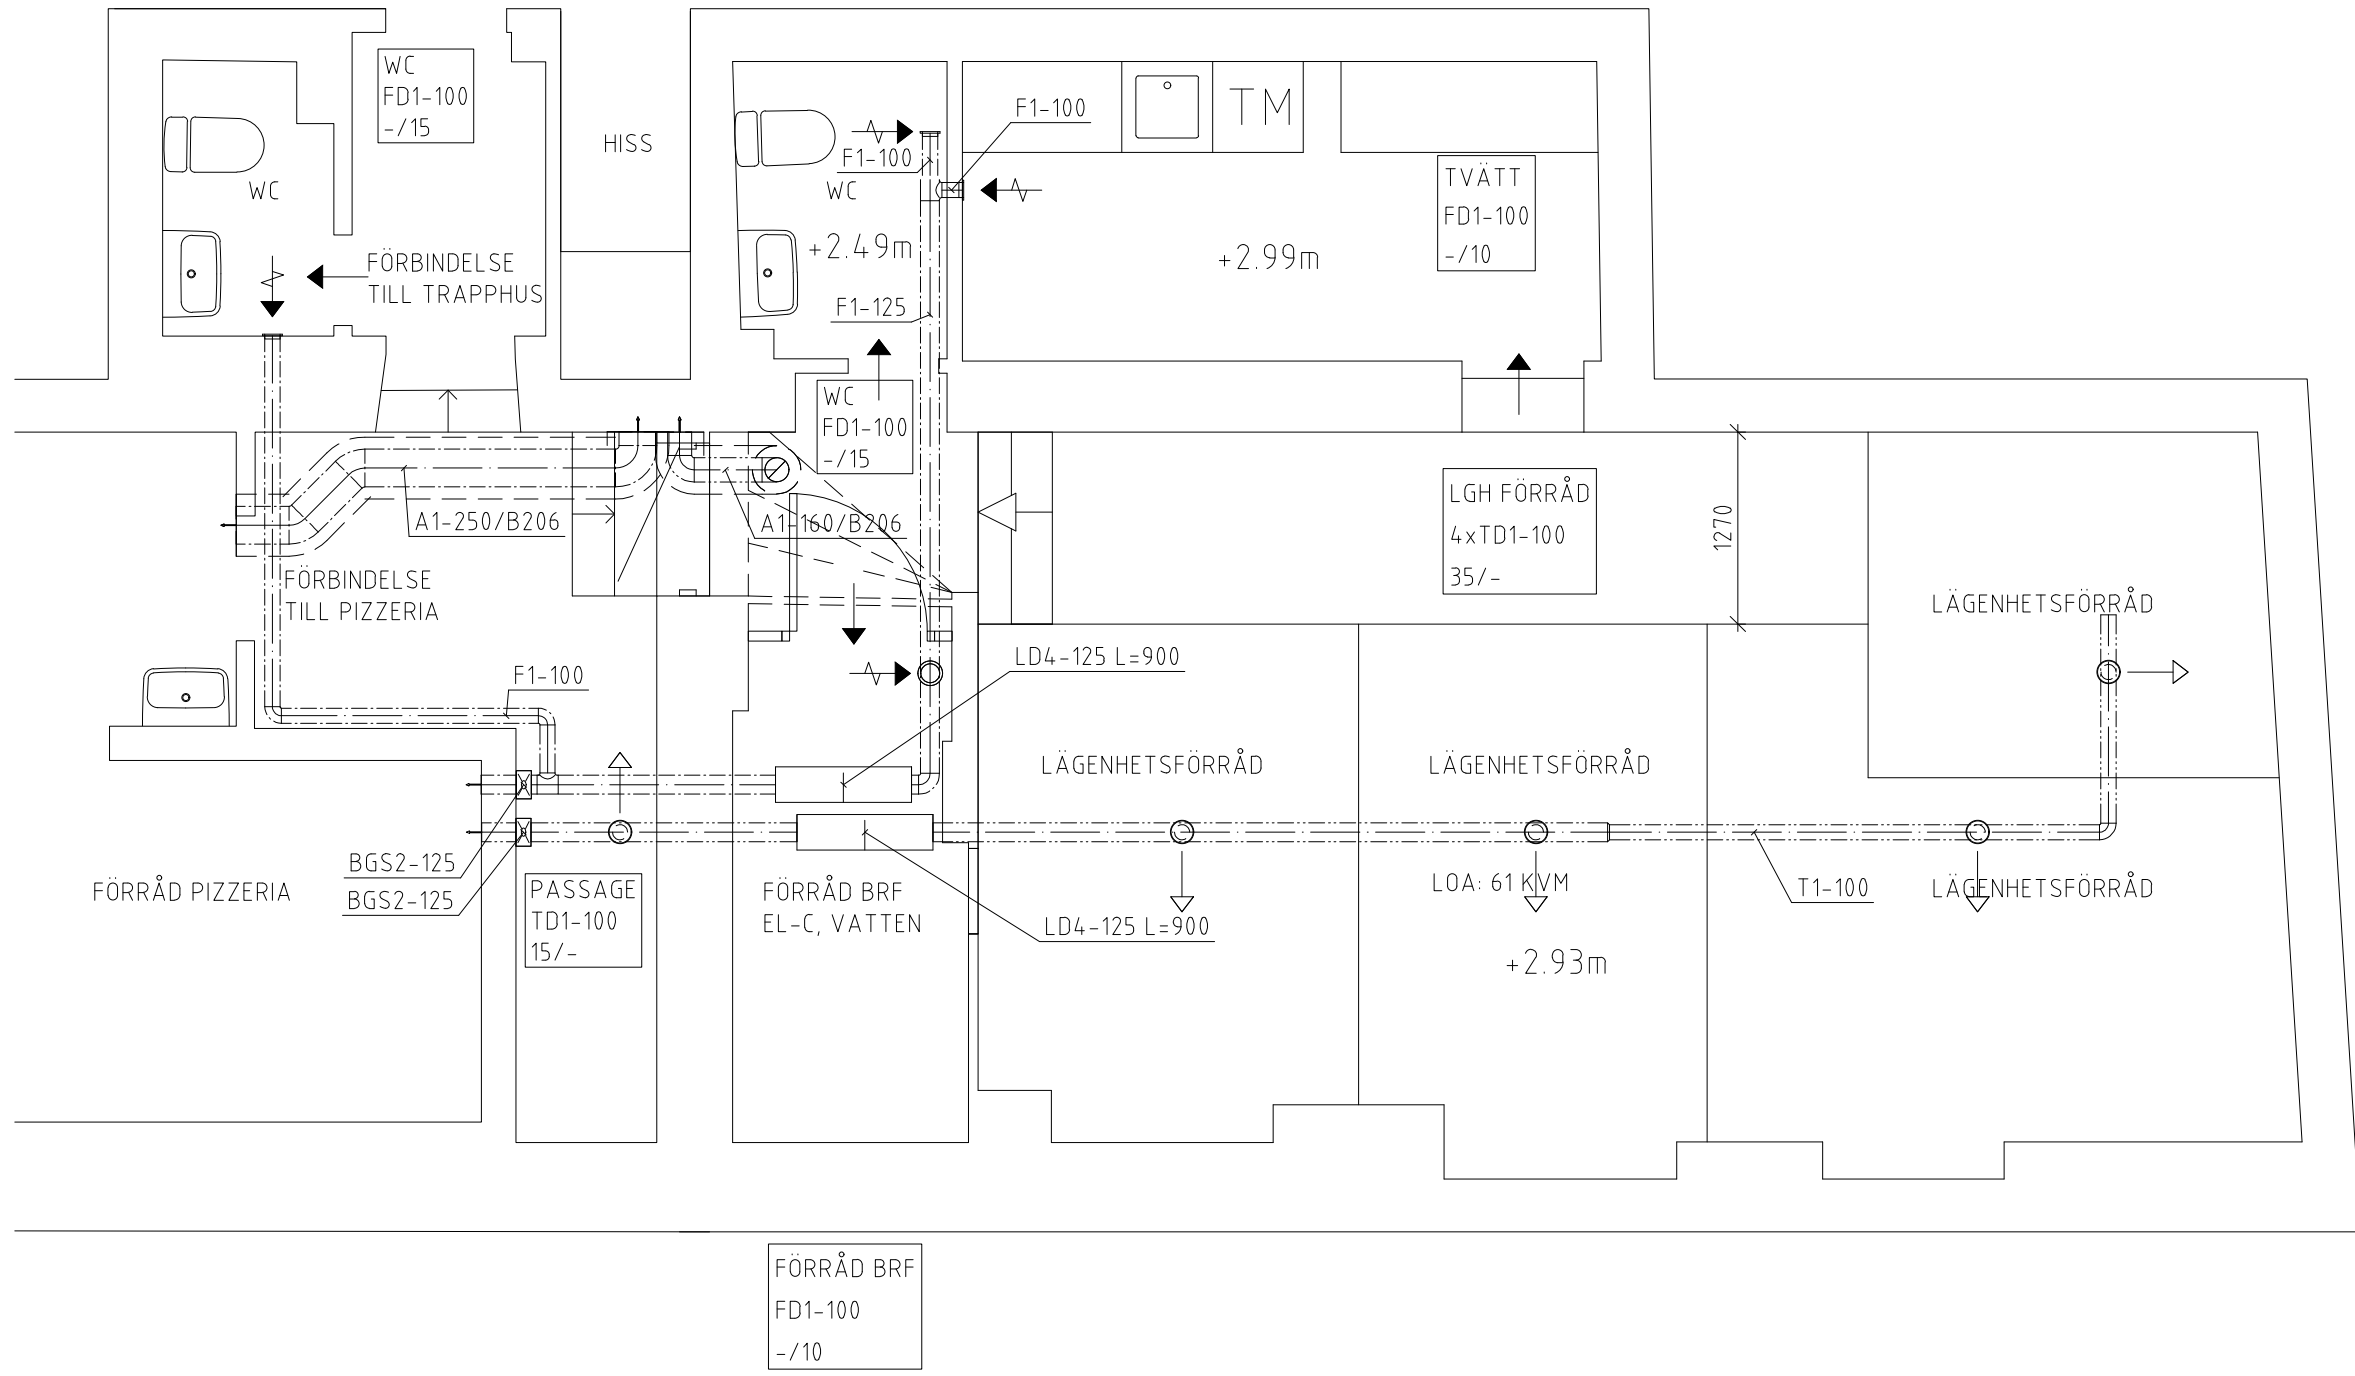 WC
FD1-100
-/15
HISS
WC
FÖRBINDELSE
TILL TRAPPHUS
F1-100
WC
+2.49m
F1-125
F1-100
TM
TVÄTT
FD1-100
-/10
+2.99m
WC
FD1-100
-/15
A1-250/B206
A1-160/B206
FÖRBINDELSE
TILL PIZZERIA
LGH FÖRRÅD
4xTD1-100
35/-
1270
LÄGENHETSFÖRRÅD
F1-100
LD4-125 L=900
LÄGENHETSFÖRRÅD
LÄGENHETSFÖRRÅD
BGS2-125
BGS2-125
FÖRRÅD PIZZERIA
PASSAGE
TD1-100
15/-
FÖRRÅD BRF
EL-C, VATTEN
LD4-125 L=900
LOA: 61 KVM
+2.93m
T1-100
LÄGENHETSFÖRRÅD
FÖRRÅD BRF
FD1-100
-/10